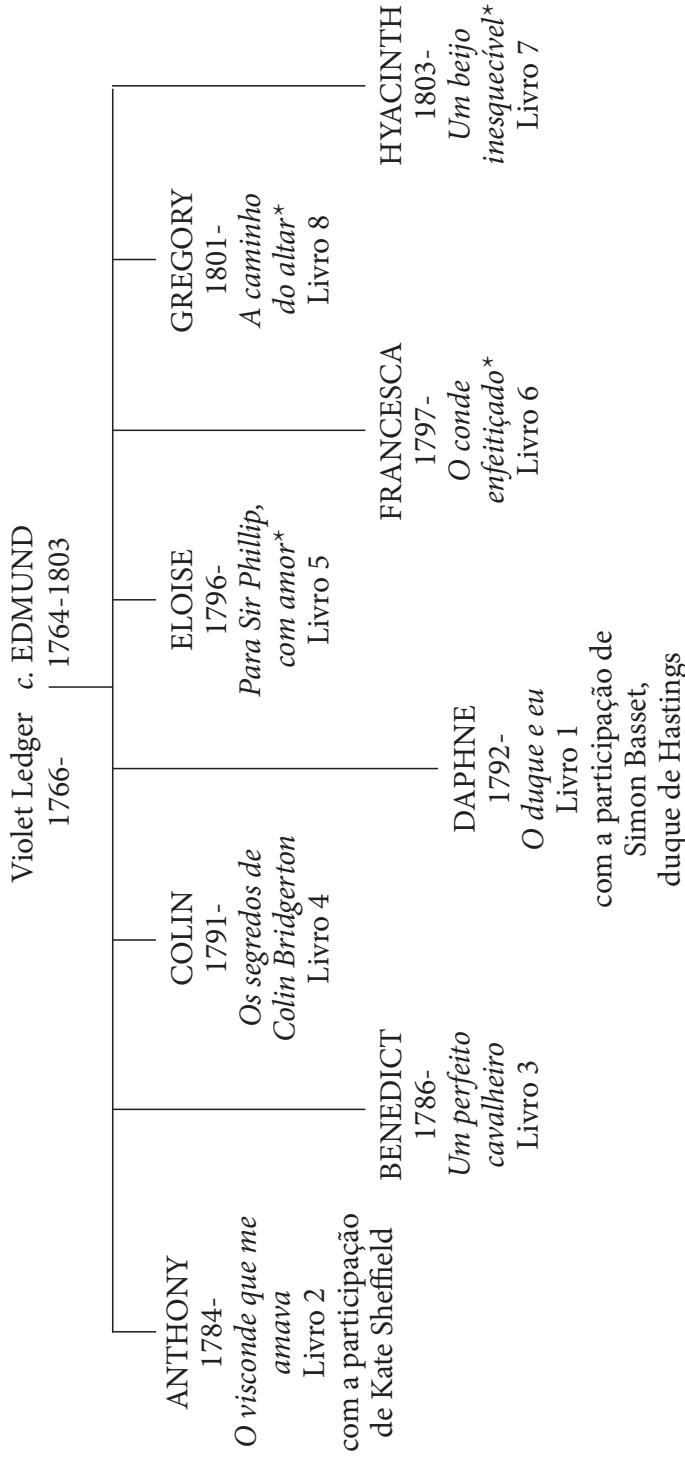 Violet Ledger c. EDMUND
1766- 1764-1803
ANTHONY
1784-
O visconde que me
amava
Livro 2
com a participação
de Kate Sheffield
BENEDICT
1786-
Um perfeito
cavalheiro
Livro 3
COLIN
1791-
Os segredos de
Colin Bridgerton
Livro 4
DAPHNE
1792-
O duque e eu
Livro 1
com a participação de
Simon Basset,
duque de Hastings
ELOISE
1796-
Para Sir Phillip,
com amor*
Livro 5
FRANCESCA
1797-
O conde
enfeitiçado*
Livro 6
GREGORY
1801-
A caminho
do altar*
Livro 8
HYACINTH
1803-
Um beijo
inesquecível*
Livro 7